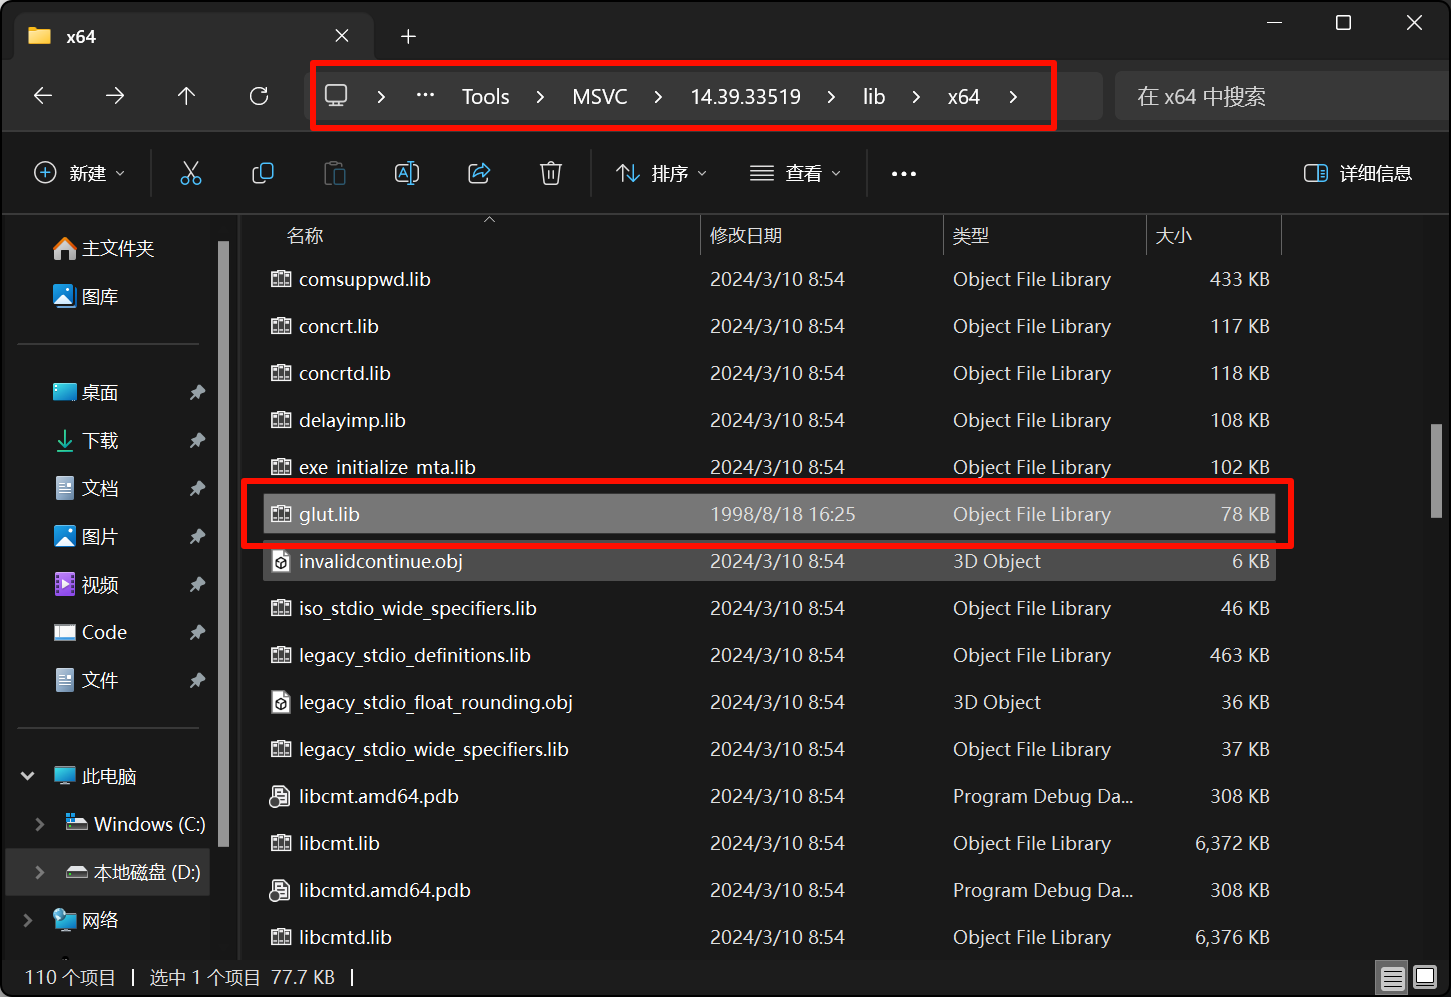 x64
Tools MSVC 14.39.33519 lib x64
在 x64 中搜索
新建 排序 查看 详细信息
主文件夹
图库
桌面
下载
文档
图片
视频
Code
文件
此电脑
Windows (C:)
本地磁盘 (D:)
网络
名称 修改日期 类型 大小
comsuppwd.lib 2024/3/10 8:54 Object File Library 433 KB
concrt.lib 2024/3/10 8:54 Object File Library 117 KB
concrtd.lib 2024/3/10 8:54 Object File Library 118 KB
delayimp.lib 2024/3/10 8:54 Object File Library 108 KB
exe_initialize_mta.lib 2024/3/10 8:54 Object File Library 102 KB
glut.lib 1998/8/18 16:25 Object File Library 78 KB
invalidcontinue.obj 2024/3/10 8:54 3D Object 6 KB
iso_stdio_wide_specifiers.lib 2024/3/10 8:54 Object File Library 46 KB
legacy_stdio_definitions.lib 2024/3/10 8:54 Object File Library 463 KB
legacy_stdio_float_rounding.obj 2024/3/10 8:54 3D Object 36 KB
legacy_stdio_wide_specifiers.lib 2024/3/10 8:54 Object File Library 37 KB
libcmt.amd64.pdb 2024/3/10 8:54 Program Debug Da... 308 KB
libcmt.lib 2024/3/10 8:54 Object File Library 6,372 KB
libcmtd.amd64.pdb 2024/3/10 8:54 Program Debug Da... 308 KB
libcmtd.lib 2024/3/10 8:54 Object File Library 6,376 KB
110 个项目 | 选中 1 个项目 77.7 KB |